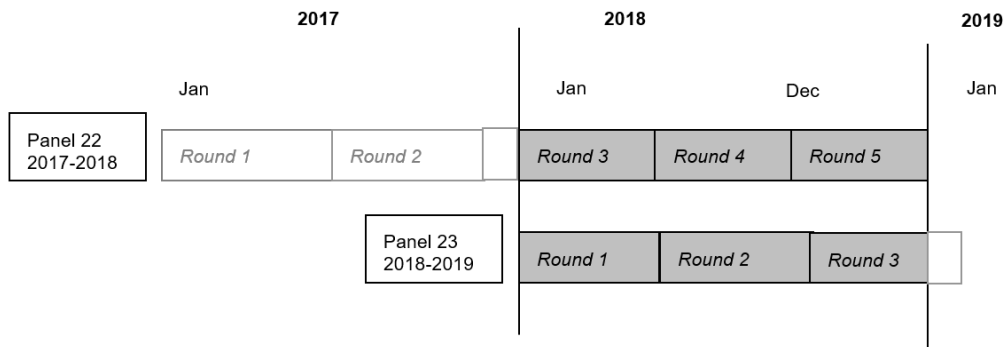 2017 2018 2019
Jan Jan Dec Jan
Panel 22
2017-2018
Round 1 Round 2 Round 3 Round 4 Round 5
Panel 23
2018-2019
Round 1 Round 2 Round 3